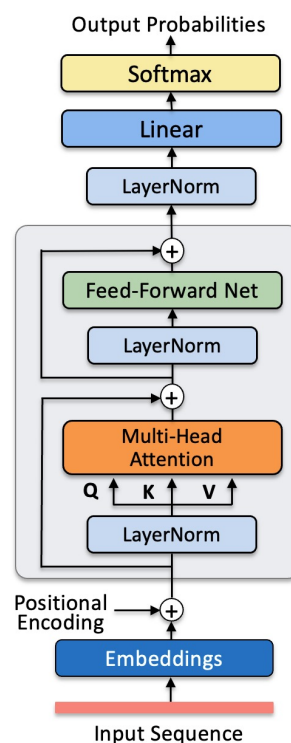 Output Probabilities
Softmax
Linear
LayerNorm
Feed-Forward Net
LayerNorm
Multi-Head
Attention
Q K V
LayerNorm
Positional
Encoding
Embeddings
Input Sequence